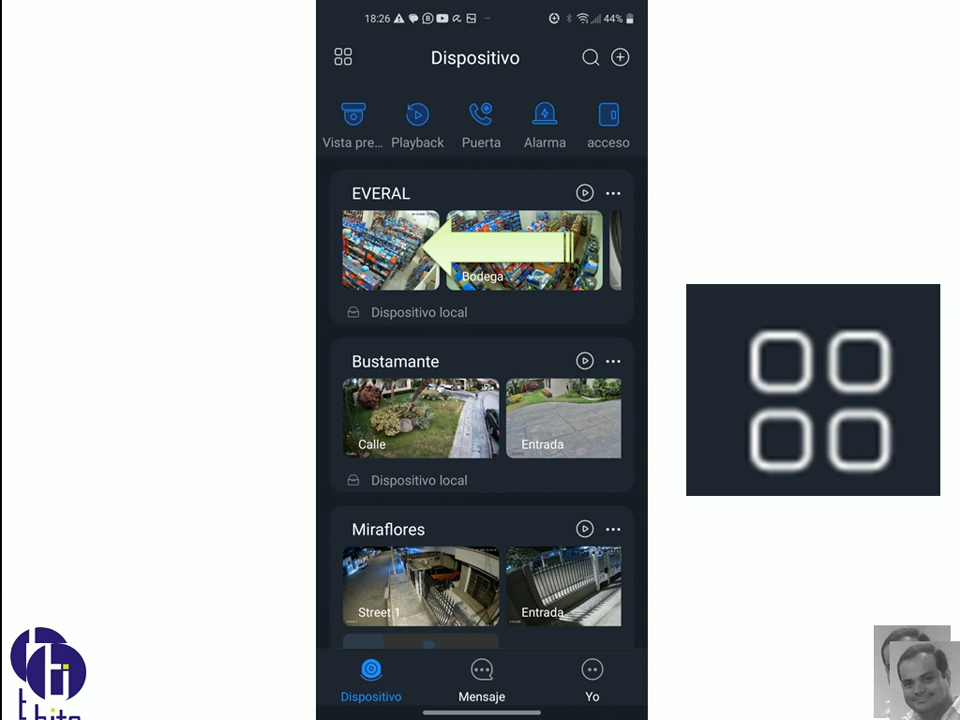 18:26
44%
Dispositivo
Vista pre...
Playback
Puerta
Alarma
acceso
EVERAL
Bodega
Dispositivo local
Bustamante
Calle
Entrada
Dispositivo local
Miraflores
Street 1
Entrada
Dispositivo
Mensaje
Yo